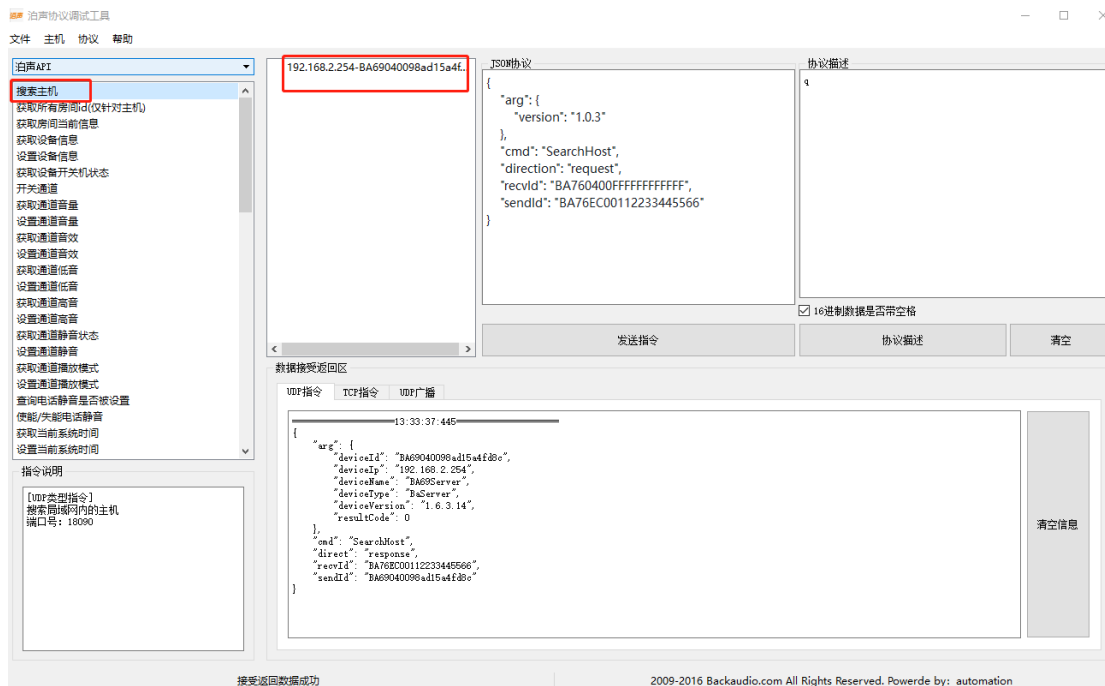 泊声 泊声协议调试工具
文件 主机 协议 帮助
泊声API
搜索主机
获取所有房间id(仅针对主机)
获取房间当前信息
获取设备信息
设置设备信息
获取设备开关机状态
开关通道
获取通道音量
设置通道音量
获取通道音效
设置通道音效
获取通道低音
设置通道低音
获取通道高音
设置通道高音
获取通道静音状态
设置通道静音
获取通道播放模式
设置通道播放模式
查询电话静音是否被设置
使能/失能电话静音
获取当前系统时间
设置当前系统时间
指令说明
[UDP类型指令]
搜索局域网内的主机
端口号：18090
192.168.2.254-BA69040098ad15a4f...
JSON协议
{
"arg": {
"version": "1.0.3"
},
"cmd": "SearchHost",
"direction": "request",
"recvId": "BA760400FFFFFFFFFFFF",
"sendId": "BA76EC00112233445566"
}
协议描述
q
16进制数据是否带空格
发送指令
协议描述
清空
数据接受返回区
UDP指令 TCP指令 UDP广播
13:33:37:445
{
"arg": {
"deviceId": "BA69040098ad15a4fd8c",
"deviceIp": "192.168.2.254",
"deviceName": "BA69Server",
"deviceType": "BaServer",
"deviceVersion": "1.6.3.14",
"resultCode": 0
},
"cmd": "SearchHost",
"direct": "response",
"recvId": "BA76EC00112233445566",
"sendId": "BA69040098ad15a4fd8c"
}
清空信息
接受返回数据成功
2009-2016 Backaudio.com All Rights Reserved. Powerde by: automation